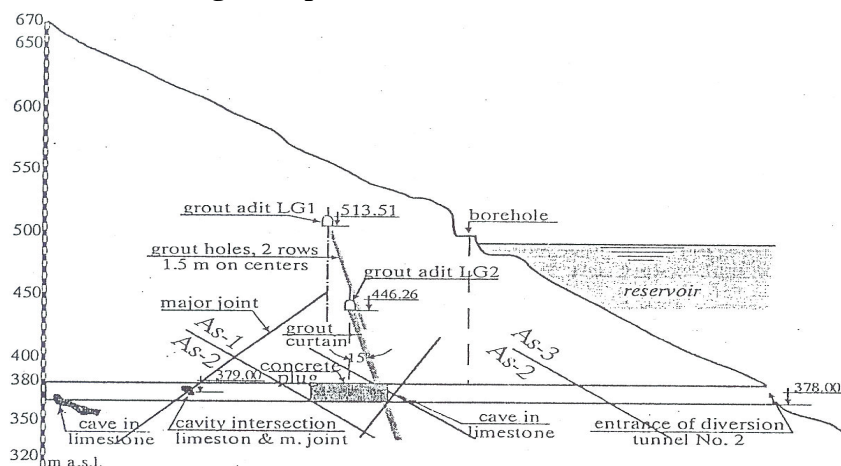 670
650
600
550
500
450
400
380
350
320
m a.s.l.
grout adit LG1
513.51
borehole
grout holes, 2 rows
1.5 m on centers
grout adit LG2
446.26
reservoir
major joint
grout
curtain
15
As-1
As-2
As-3
As-2
concrete
plug
379.00
378.00
cave in
limestone
cavity intersection
limeston & m. joint
cave in
limestone
entrance of diversion
tunnel No. 2